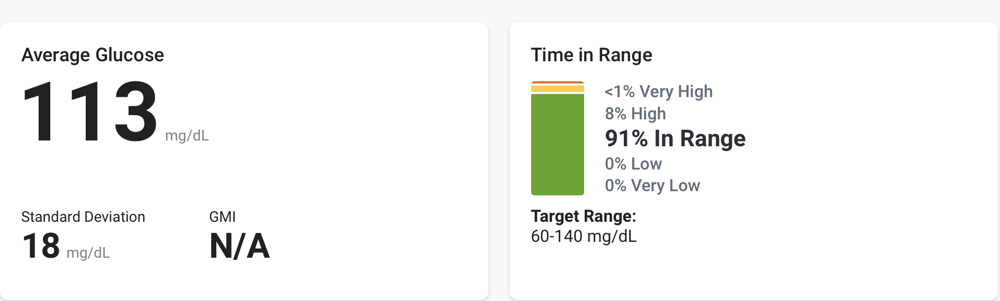 Average Glucose
113 mg/dL
Standard Deviation
18 mg/dL
GMI
N/A
Time in Range
<1% Very High
8% High
91% In Range
0% Low
0% Very Low
Target Range:
60-140 mg/dL